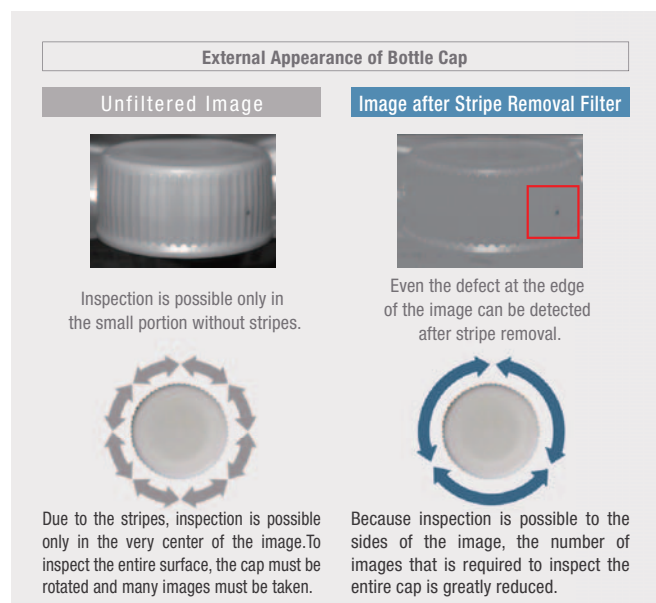 External Appearance of Bottle Cap
Unfiltered Image
Inspection is possible only in
the small portion without stripes.
Due to the stripes, inspection is possible
only in the very center of the image.To
inspect the entire surface, the cap must be
rotated and many images must be taken.
Image after Stripe Removal Filter
Even the defect at the edge
of the image can be detected
after stripe removal.
Because inspection is possible to the
sides of the image, the number of
images that is required to inspect the
entire cap is greatly reduced.